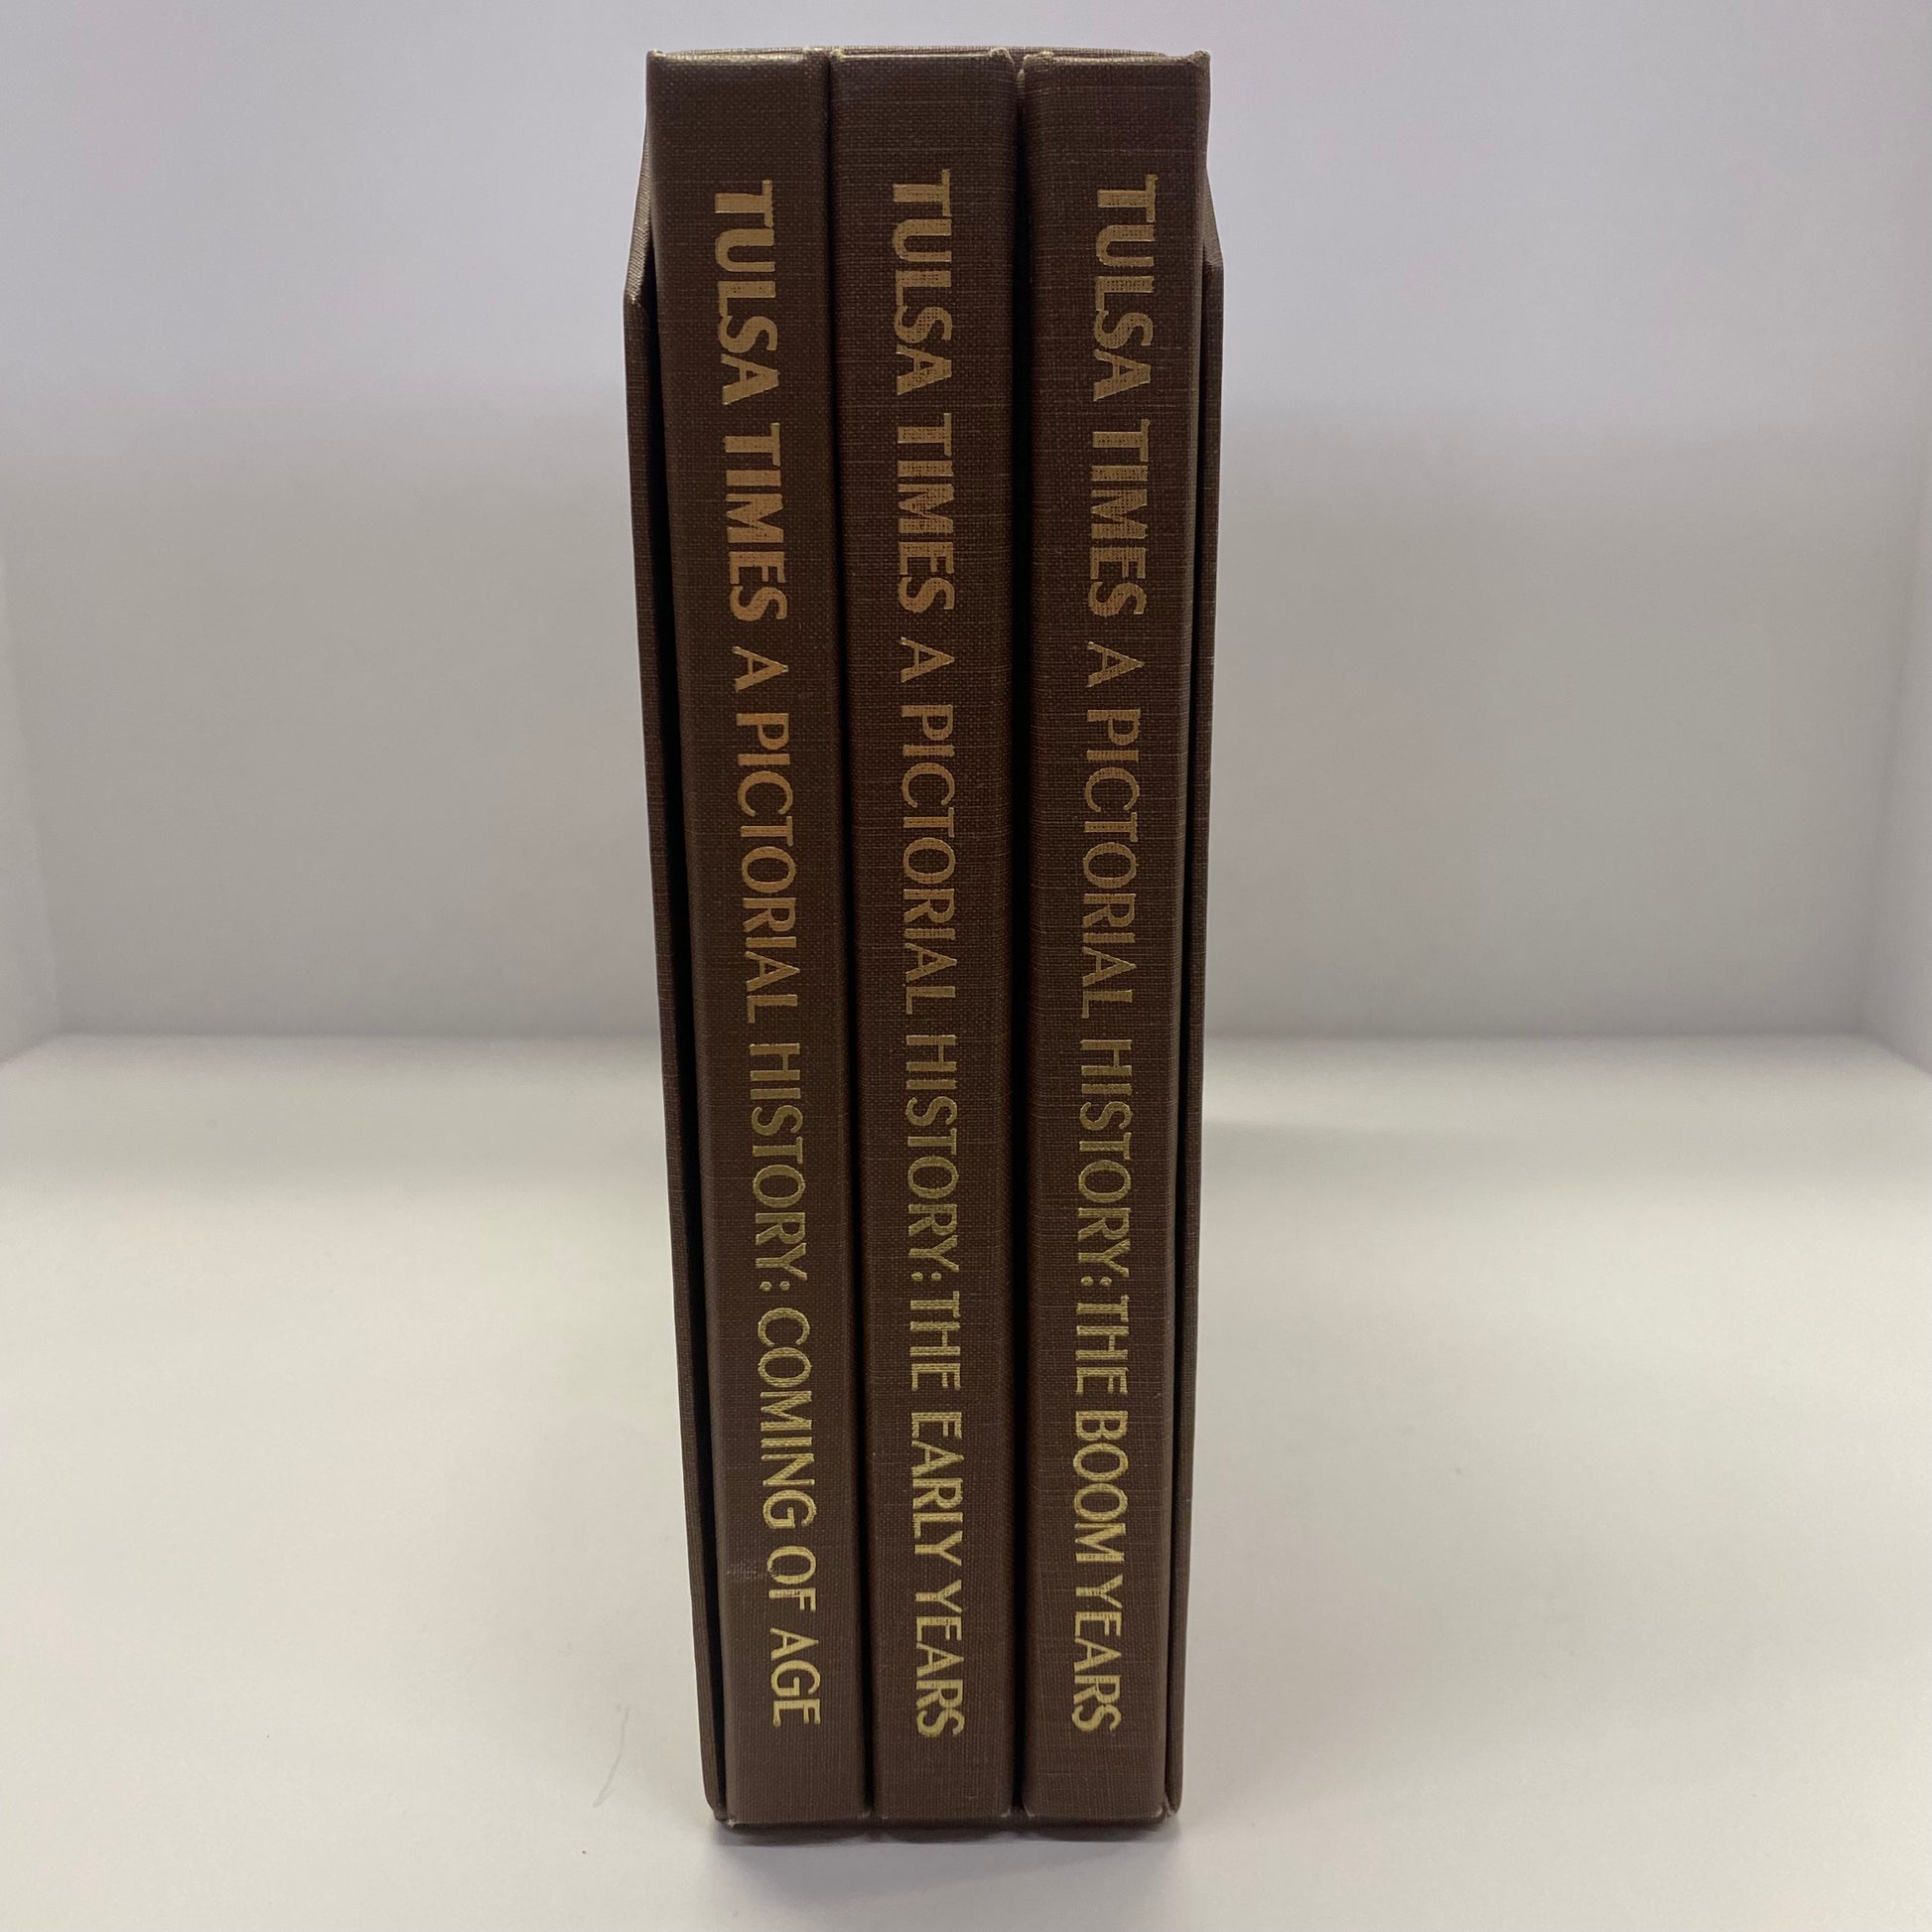 TULSA TIMES A PICTORIAL HISTORY: COMING OF AGE
TULSA TIMES A PICTORIAL HISTORY: THE EARLY YEARS
TULSA TIMES A PICTORIAL HISTORY: THE BOOM YEARS